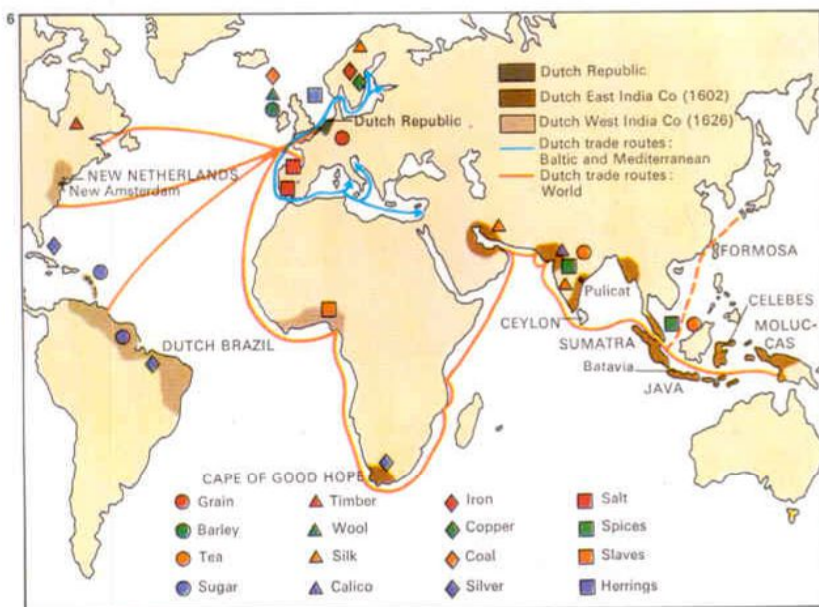 6
Dutch Republic
Dutch East India Co (1602)
Dutch West India Co (1626)
Dutch trade routes:
Baltic and Mediterranean
Dutch trade routes:
World
Dutch Republic
NEW NETHERLANDS
New Amsterdam
FORMOSA
Pulicat
CELEBES
CEYLON
MOLUC-
CAS
SUMATRA
DUTCH BRAZIL
Batavia
JAVA
CAPE OF GOOD HOPE
Grain
Timber
Iron
Salt
Barley
Wool
Copper
Spices
Tea
Silk
Coal
Slaves
Sugar
Calico
Silver
Herrings